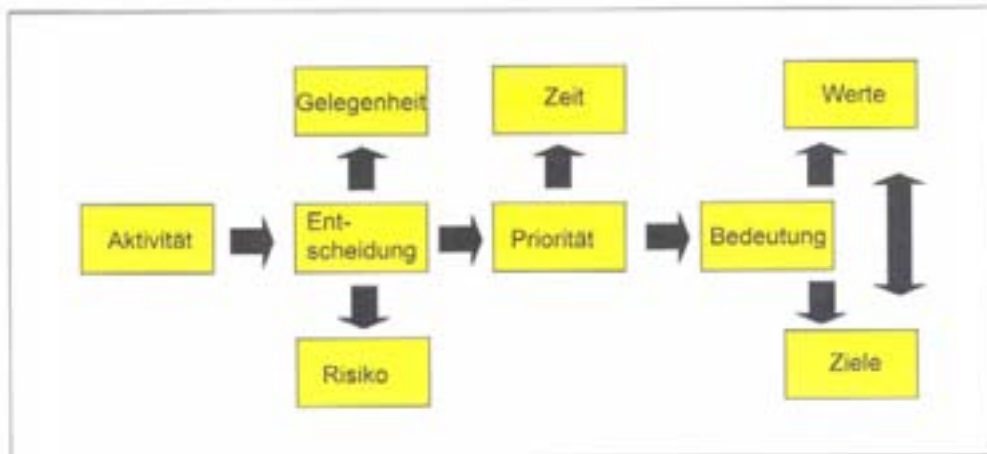 Gelegenheit
Zeit
Werte
Aktivität
Ent-
scheidung
Priorität
Bedeutung
Risiko
Ziele